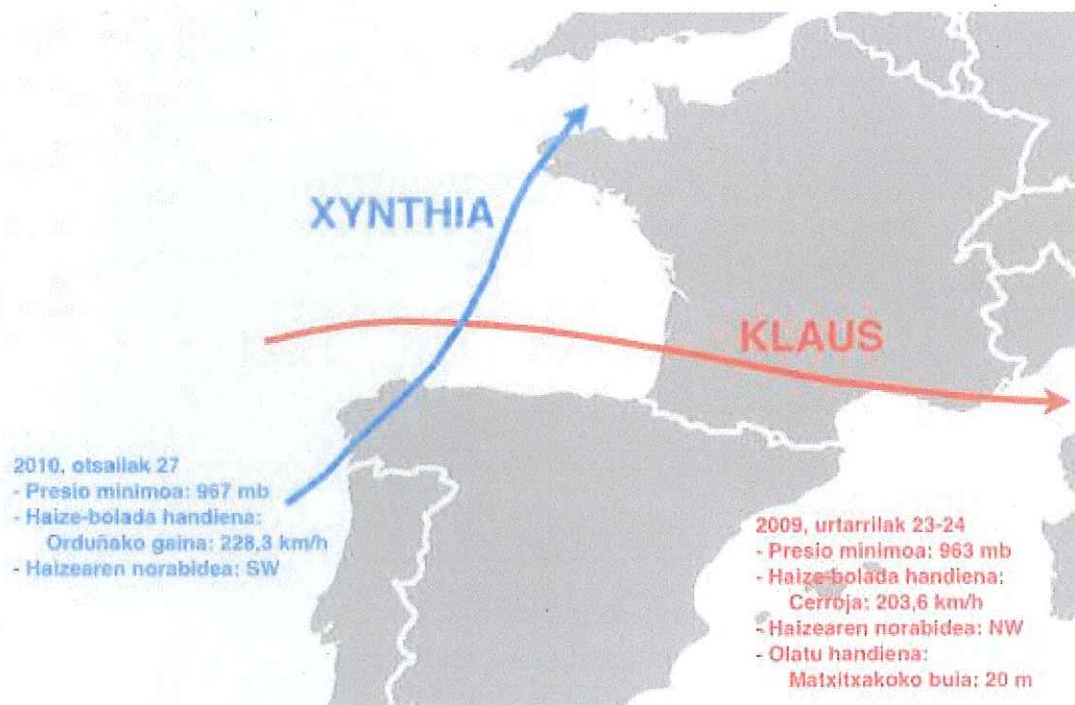 XYNTHIA
KLAUS
2010, otsailak 27
- Presio minimoa: 967 mb
- Haize-bolada handiena:
Orduñako gaina: 228,3 km/h
- Haizearen norabidea: SW
2009, urtarrilak 23-24
- Presio minimoa: 963 mb
- Haize-bolada handiena:
Cerroja: 203,6 km/h
- Haizearen norabidea: NW
- Olatu handiena:
Matxitxakoko buia: 20 m